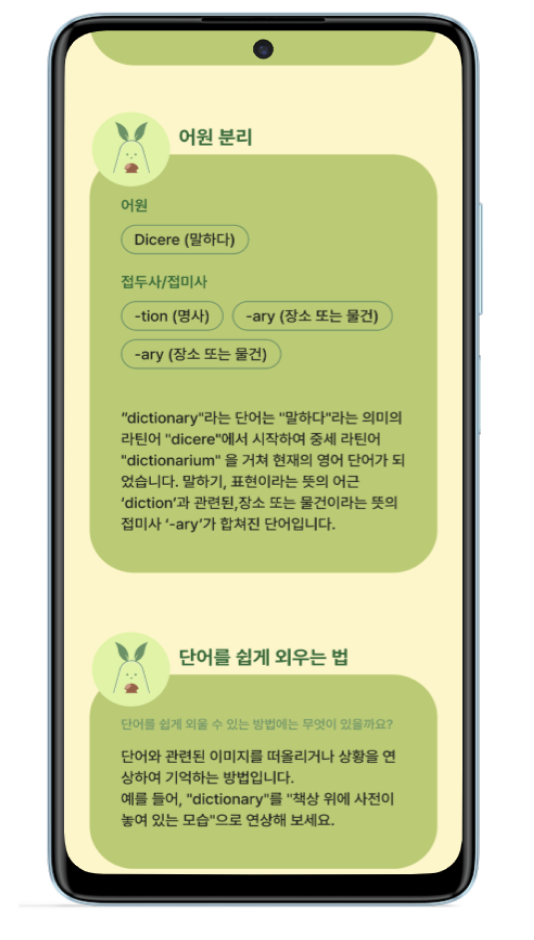 어원 분리
어원
Dicere (말하다)
접두사/접미사
-tion (명사) -ary (장소 또는 물건)
-ary (장소 또는 물건)
"dictionary"라는 단어는 "말하다"라는 의미의
라틴어 "dicere"에서 시작하여 중세 라틴어
"dictionarium" 을 거쳐 현재의 영어 단어가 되
었습니다. 말하기, 표현이라는 뜻의 어근
‘diction’과 관련된,장소 또는 물건이라는 뜻의
접미사 ‘-ary’가 합쳐진 단어입니다.
단어를 쉽게 외우는 법
단어를 쉽게 외울 수 있는 방법에는 무엇이 있을까요?
단어와 관련된 이미지를 떠올리거나 상황을 연
상하여 기억하는 방법입니다.
예를 들어, "dictionary"를 "책상 위에 사전이
놓여 있는 모습"으로 연상해 보세요.